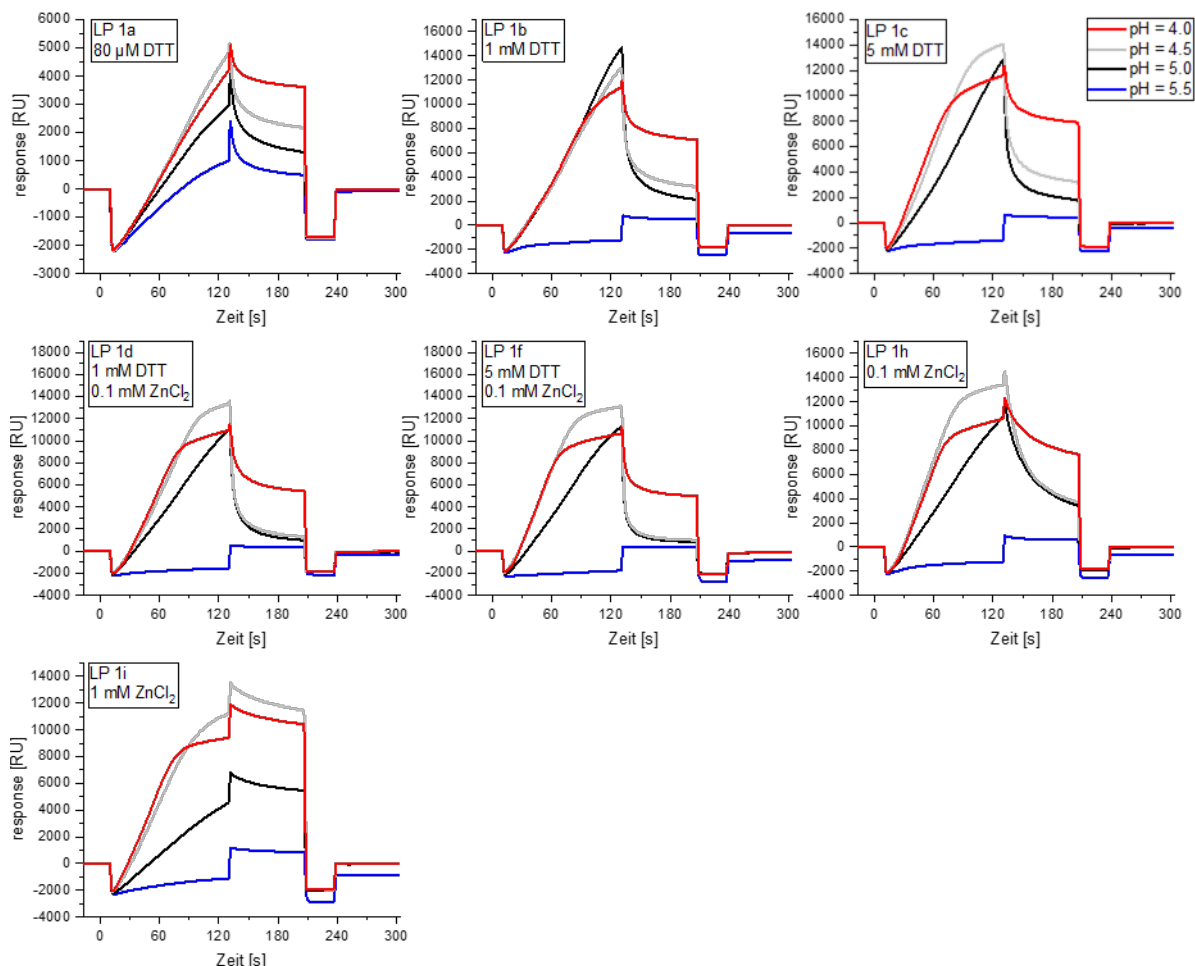 LP 1a
80 µM DTT
response [RU]
6000
5000
4000
3000
2000
1000
0
-1000
-2000
-3000
0 60 120 180 240 300
Zeit [s]
LP 1b
1 mM DTT
response [RU]
16000
14000
12000
10000
8000
6000
4000
2000
0
-2000
-4000
0 60 120 180 240 300
Zeit [s]
LP 1c
5 mM DTT
response [RU]
16000
14000
12000
10000
8000
6000
4000
2000
0
-2000
-4000
0 60 120 180 240 300
Zeit [s]
pH = 4.0
pH = 4.5
pH = 5.0
pH = 5.5
LP 1d
1 mM DTT
0.1 mM ZnCl2
response [RU]
18000
16000
14000
12000
10000
8000
6000
4000
2000
0
-2000
-4000
0 60 120 180 240 300
Zeit [s]
LP 1f
5 mM DTT
0.1 mM ZnCl2
response [RU]
18000
16000
14000
12000
10000
8000
6000
4000
2000
0
-2000
-4000
0 60 120 180 240 300
Zeit [s]
LP 1h
0.1 mM ZnCl2
response [RU]
16000
14000
12000
10000
8000
6000
4000
2000
0
-2000
-4000
0 60 120 180 240 300
Zeit [s]
LP 1i
1 mM ZnCl2
response [RU]
14000
12000
10000
8000
6000
4000
2000
0
-2000
-4000
0 60 120 180 240 300
Zeit [s]